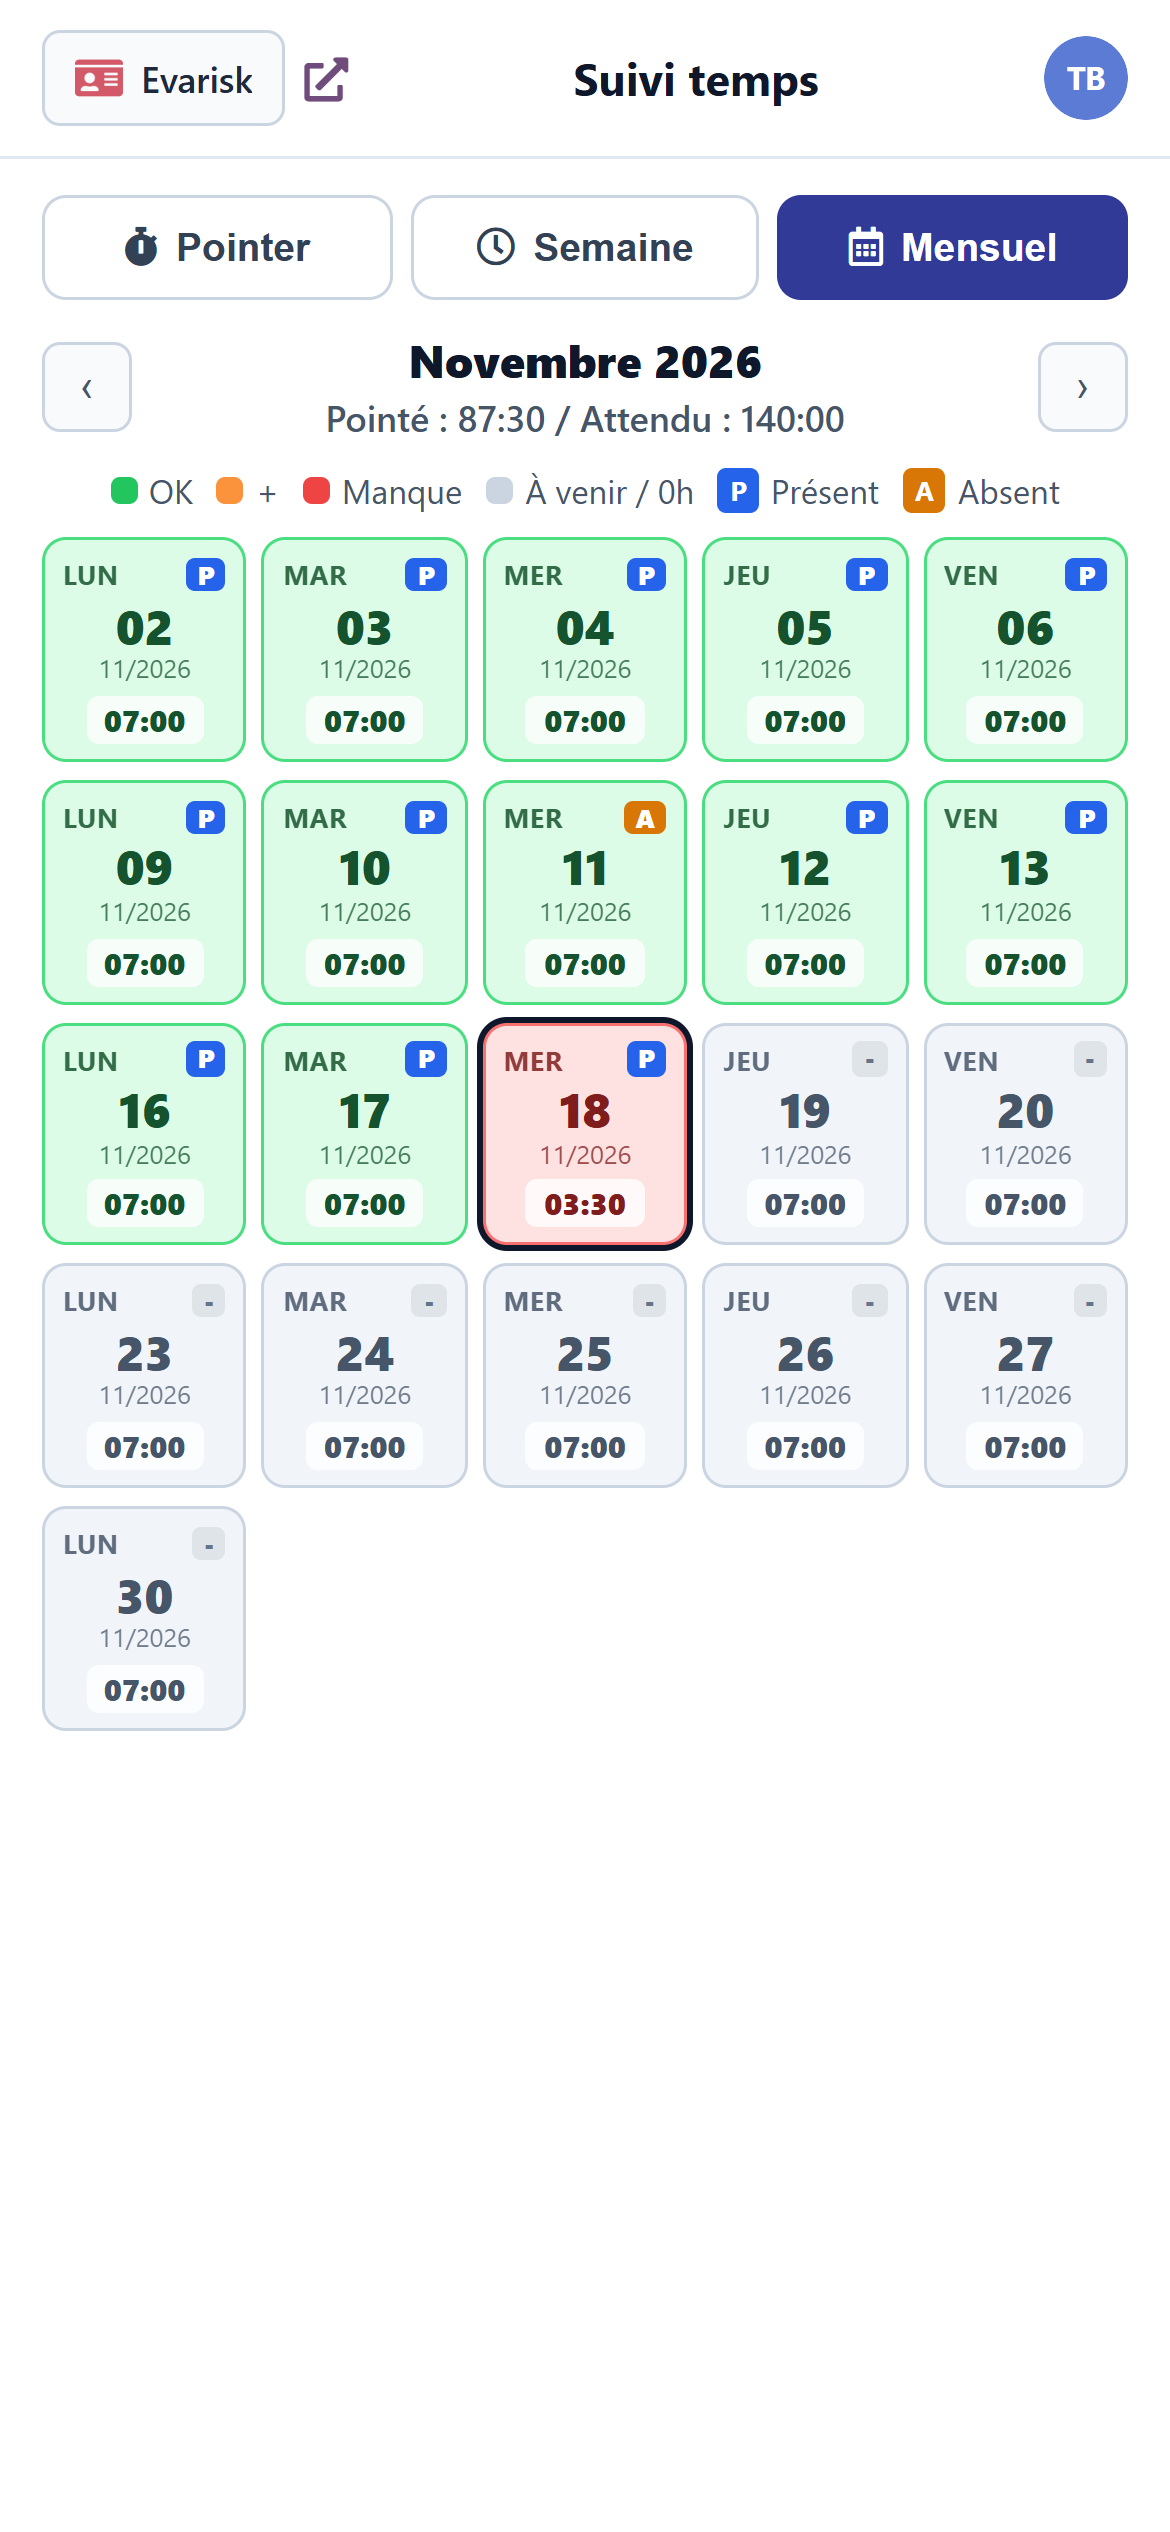 Evarisk
Suivi temps
TB
Pointer
Semaine
Mensuel
‹
Novembre 2026
Pointé : 87:30 / Attendu : 140:00
›
OK + Manque À venir / 0h P Présent A Absent
LUN P MAR P MER P JEU P VEN P
02 03 04 05 06
11/2026 11/2026 11/2026 11/2026 11/2026
07:00 07:00 07:00 07:00 07:00
LUN P MAR P MER A JEU P VEN P
09 10 11 12 13
11/2026 11/2026 11/2026 11/2026 11/2026
07:00 07:00 07:00 07:00 07:00
LUN P MAR P MER P JEU - VEN -
16 17 18 19 20
11/2026 11/2026 11/2026 11/2026 11/2026
07:00 07:00 03:30 07:00 07:00
LUN - MAR - MER - JEU - VEN -
23 24 25 26 27
11/2026 11/2026 11/2026 11/2026 11/2026
07:00 07:00 07:00 07:00 07:00
LUN -
30
11/2026
07:00